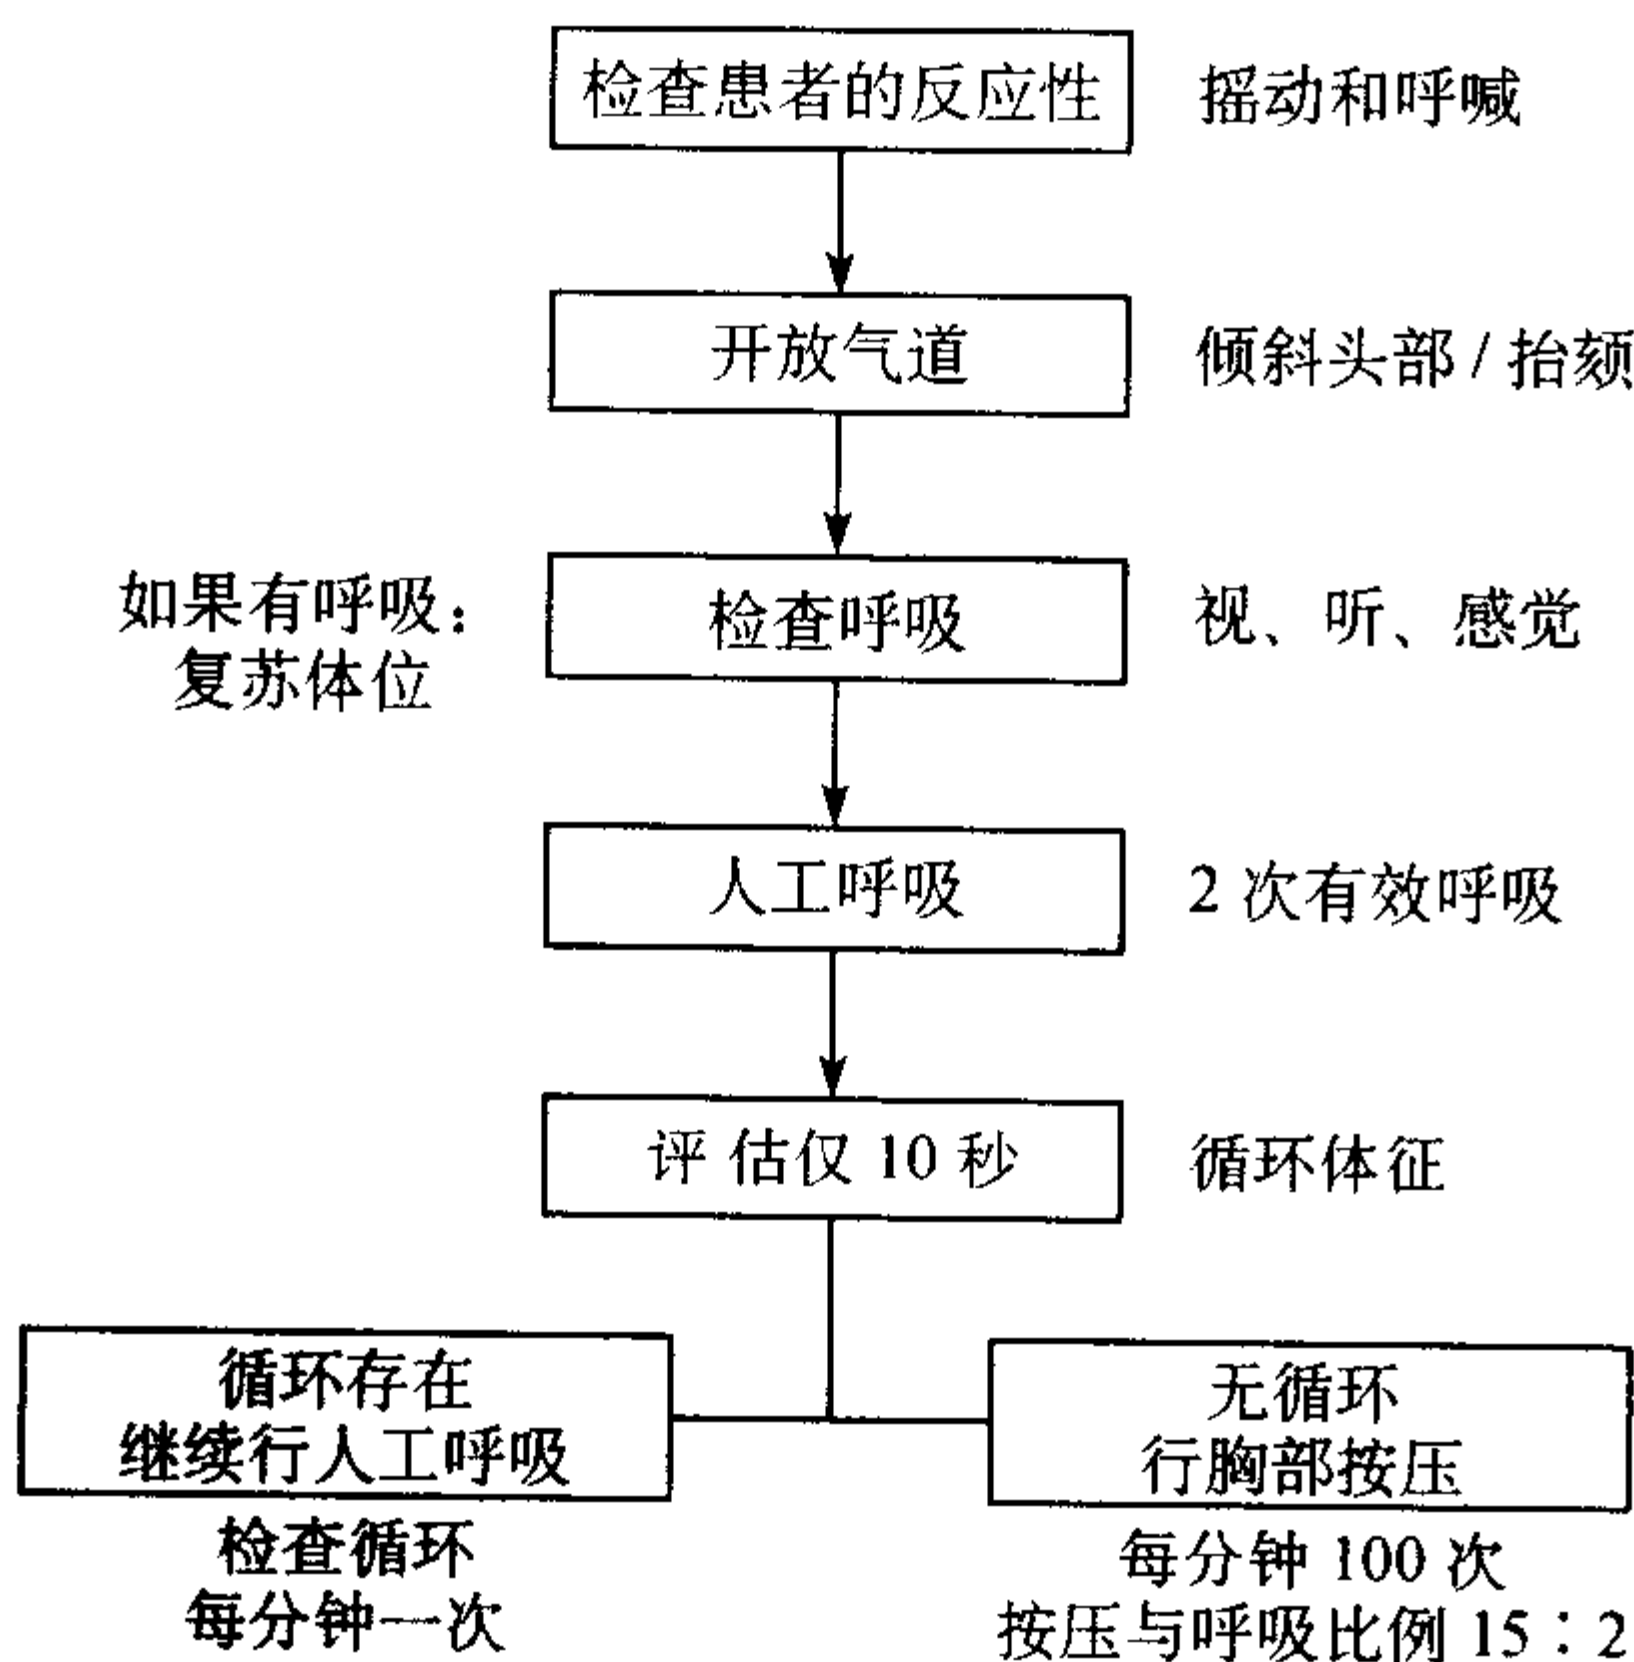 检查患者的反应性 摇动和呼喊
开放气道 倾斜头部 / 抬颏
如果有呼吸：
复苏体位
检查呼吸 视、听、感觉
人工呼吸 2 次有效呼吸
评 估仅 10 秒 循环体征
循环存在
继续行人工呼吸
检查循环
每分钟一次
无循环
行胸部按压
每分钟 100 次
按压与呼吸比例 15∶2